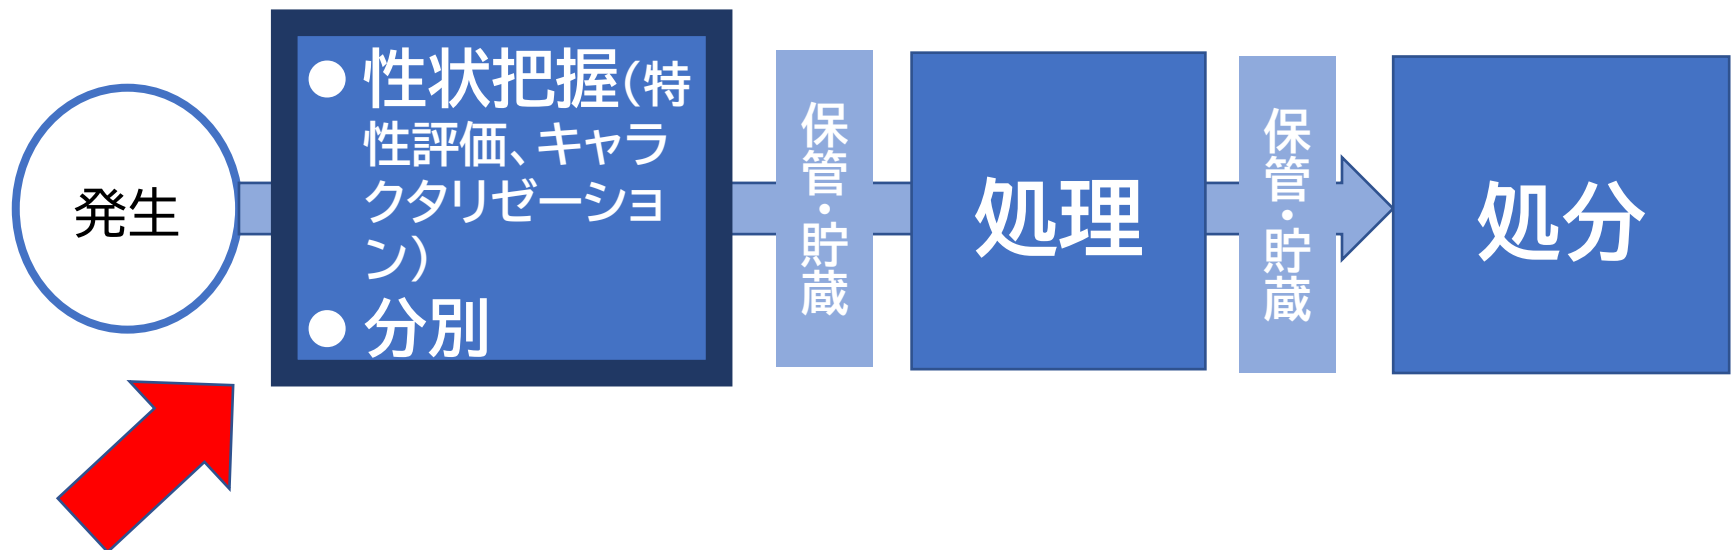 発生
● 性状把握(特
性評価、キャラ
クタリゼーショ
ン)
● 分別
保管・貯蔵
処理
保管・貯蔵
処分